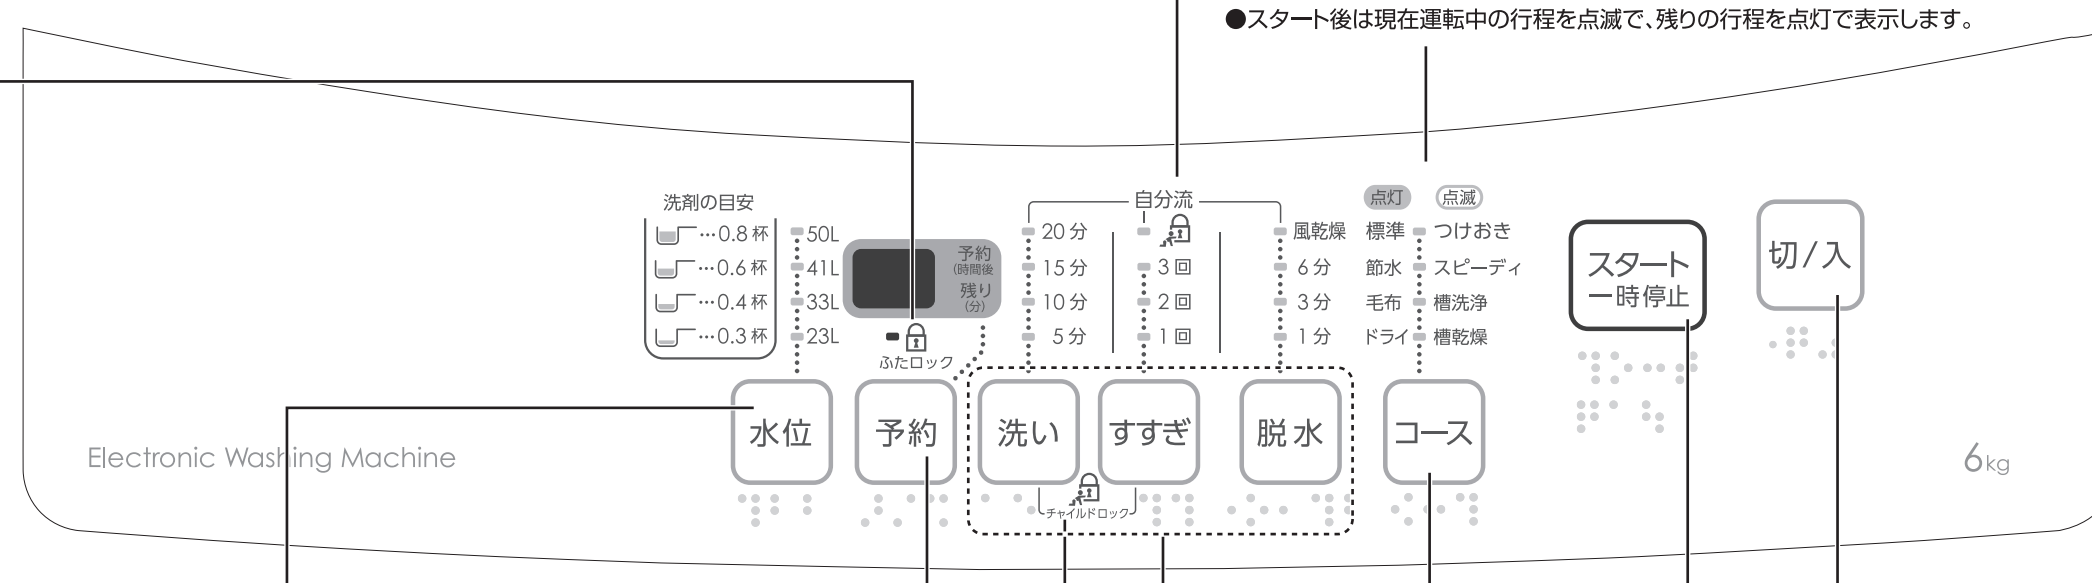 ●スタート後は現在運転中の行程を点滅で、残りの行程を点灯で表示します。
洗剤の目安
…0.8杯
…0.6杯
…0.4杯
…0.3杯
50L
41L
33L
23L
予約
(時間後
残り
(分)
ふたロック
自分流
20分
15分
10分
5分
3回
2回
1回
風乾燥
6分
3分
1分
点灯 点滅
標準 つけおき
節水 スピーディ
毛布 槽洗浄
ドライ 槽乾燥
スタート
一時停止
切/入
水位 予約 洗い すすぎ 脱水 コース
チャイルドロック
Electronic Washing Machine
6kg